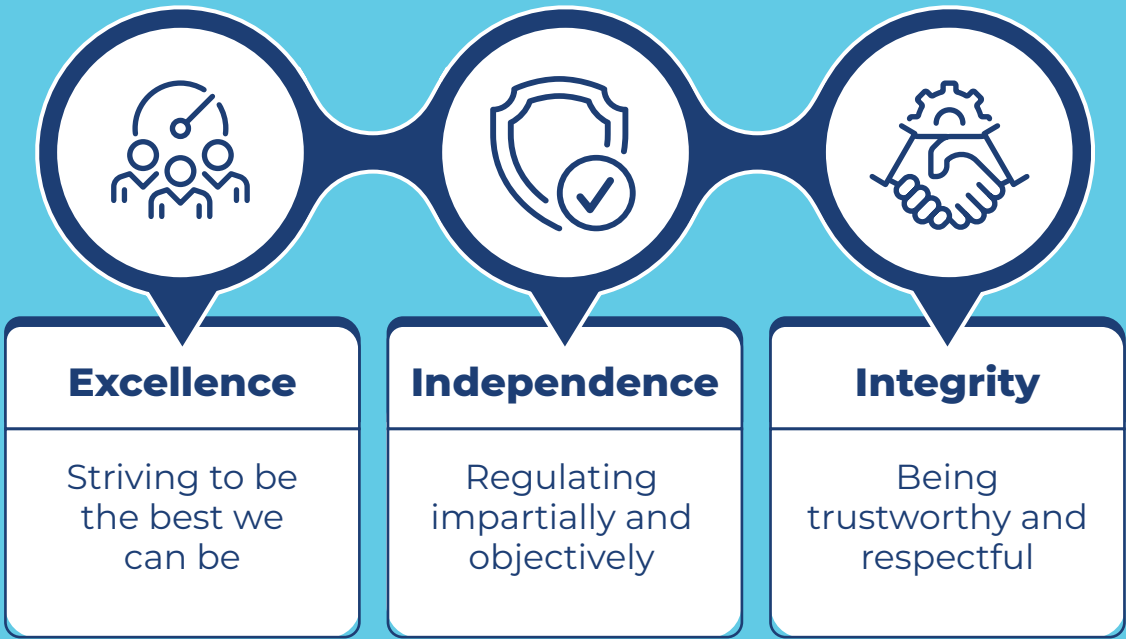 Excellence
Striving to be
the best we
can be
Independence
Regulating
impartially and
objectively
Integrity
Being
trustworthy and
respectful